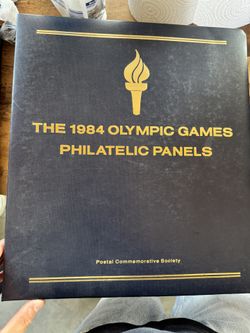 THE 1984 OLYMPIC GAMES
PHILATELIC PANELS
Postal Commemorative Society